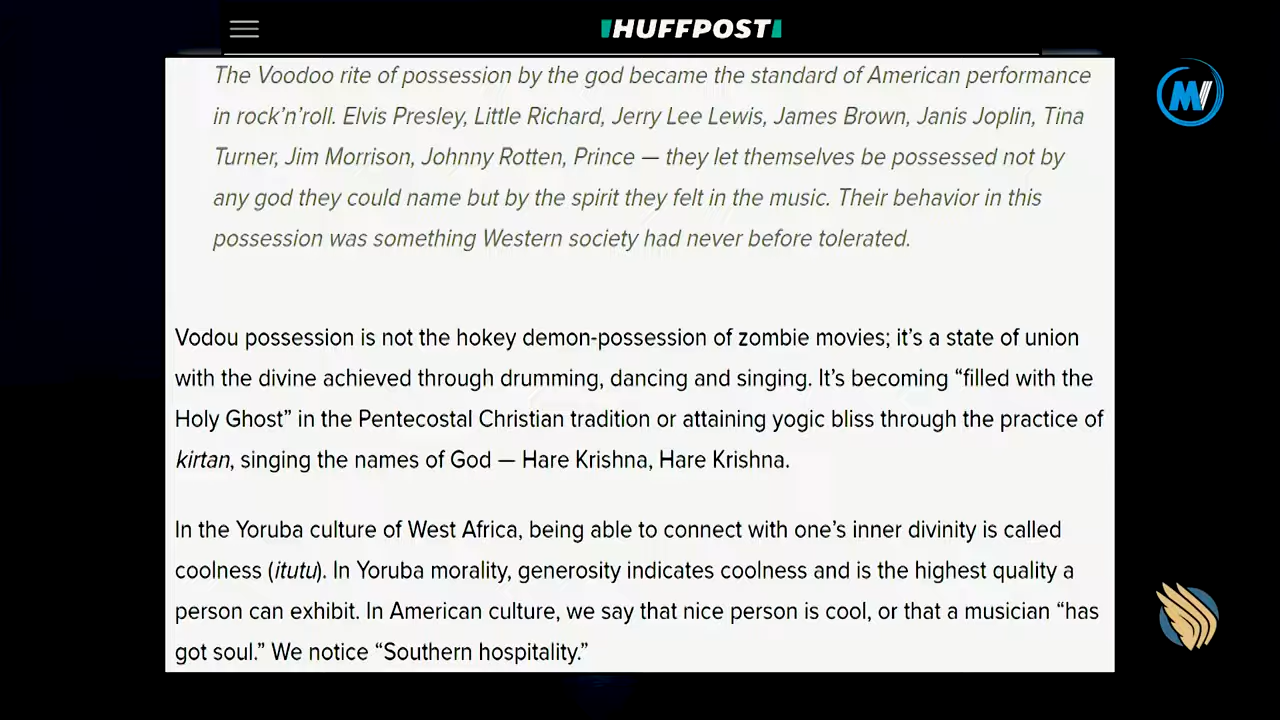 HUFFPOST
The Voodoo rite of possession by the god became the standard of American performance
in rock’n’roll. Elvis Presley, Little Richard, Jerry Lee Lewis, James Brown, Janis Joplin, Tina
Turner, Jim Morrison, Johnny Rotten, Prince — they let themselves be possessed not by
any god they could name but by the spirit they felt in the music. Their behavior in this
possession was something Western society had never before tolerated.
Vodou possession is not the hokey demon-possession of zombie movies; it’s a state of union
with the divine achieved through drumming, dancing and singing. It’s becoming “filled with the
Holy Ghost” in the Pentecostal Christian tradition or attaining yogic bliss through the practice of
kirtan, singing the names of God — Hare Krishna, Hare Krishna.
In the Yoruba culture of West Africa, being able to connect with one’s inner divinity is called
coolness (itutu). In Yoruba morality, generosity indicates coolness and is the highest quality a
person can exhibit. In American culture, we say that nice person is cool, or that a musician “has
got soul.” We notice “Southern hospitality.”